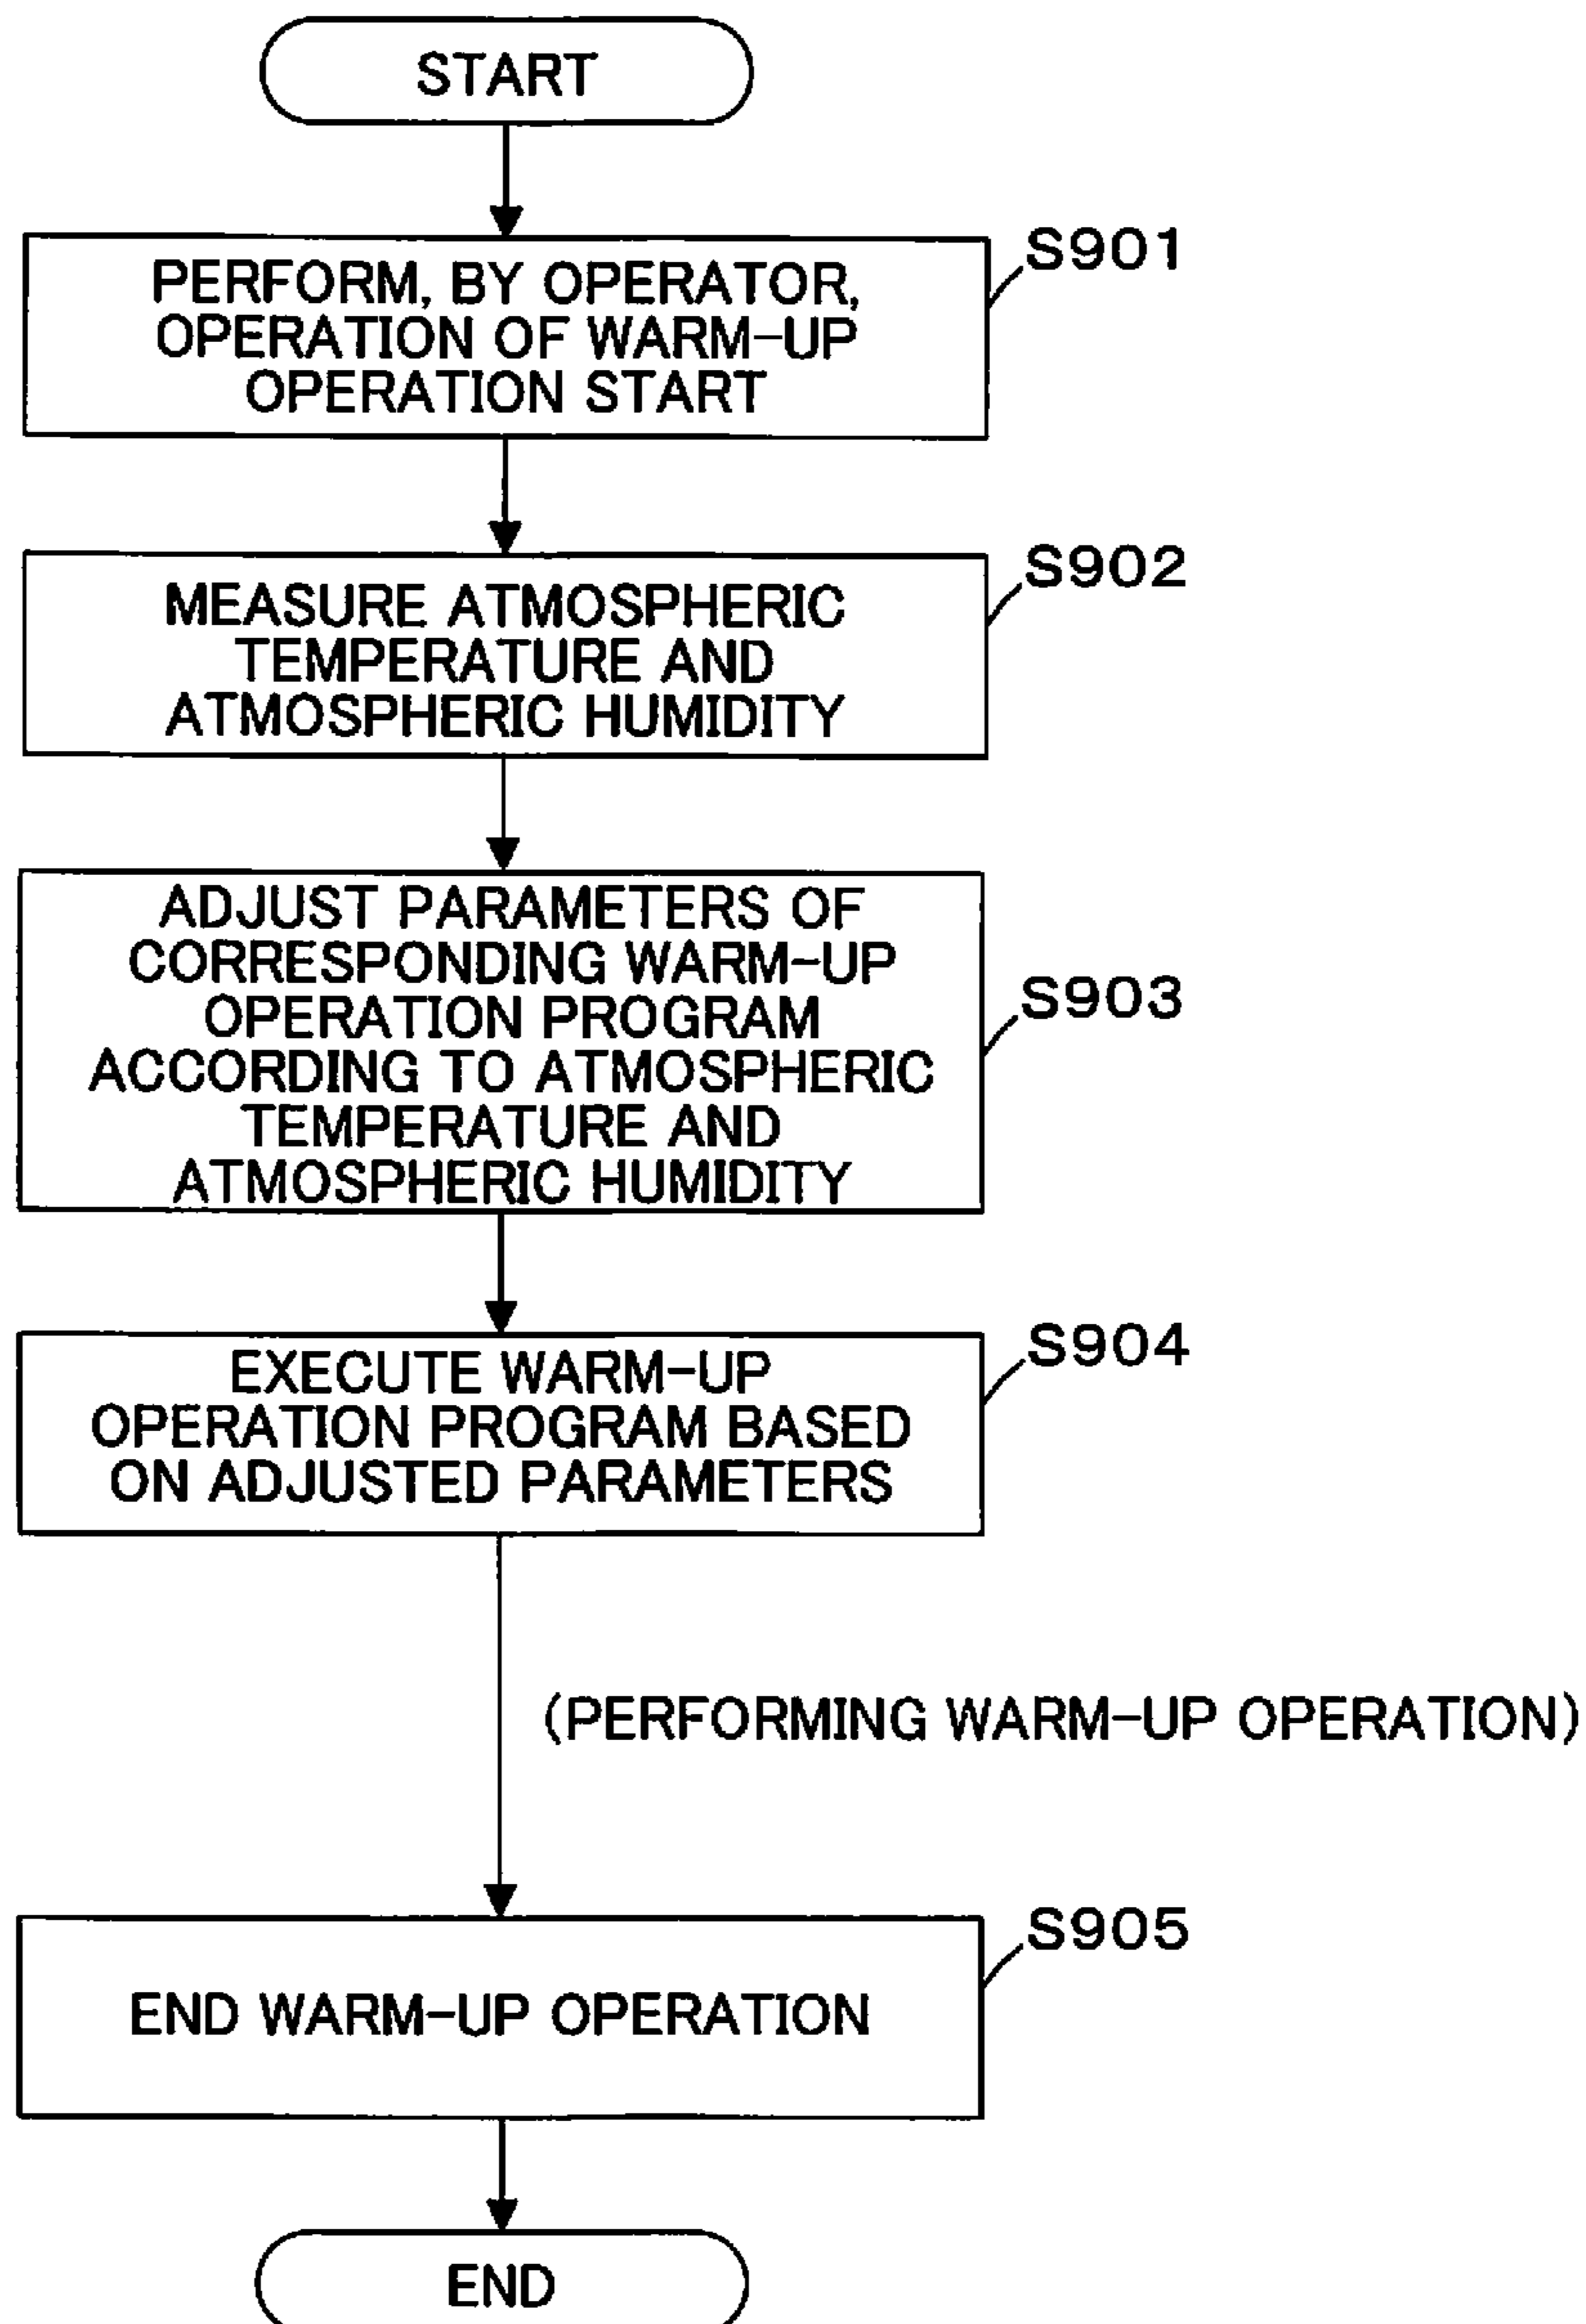 START
S901
PERFORM, BY OPERATOR,
OPERATION OF WARM-UP
OPERATION START
S902
MEASURE ATMOSPHERIC
TEMPERATURE AND
ATMOSPHERIC HUMIDITY
S903
ADJUST PARAMETERS OF
CORRESPONDING WARM-UP
OPERATION PROGRAM
ACCORDING TO ATMOSPHERIC
TEMPERATURE AND
ATMOSPHERIC HUMIDITY
S904
EXECUTE WARM-UP
OPERATION PROGRAM BASED
ON ADJUSTED PARAMETERS
(PERFORMING WARM-UP OPERATION)
S905
END WARM-UP OPERATION
END